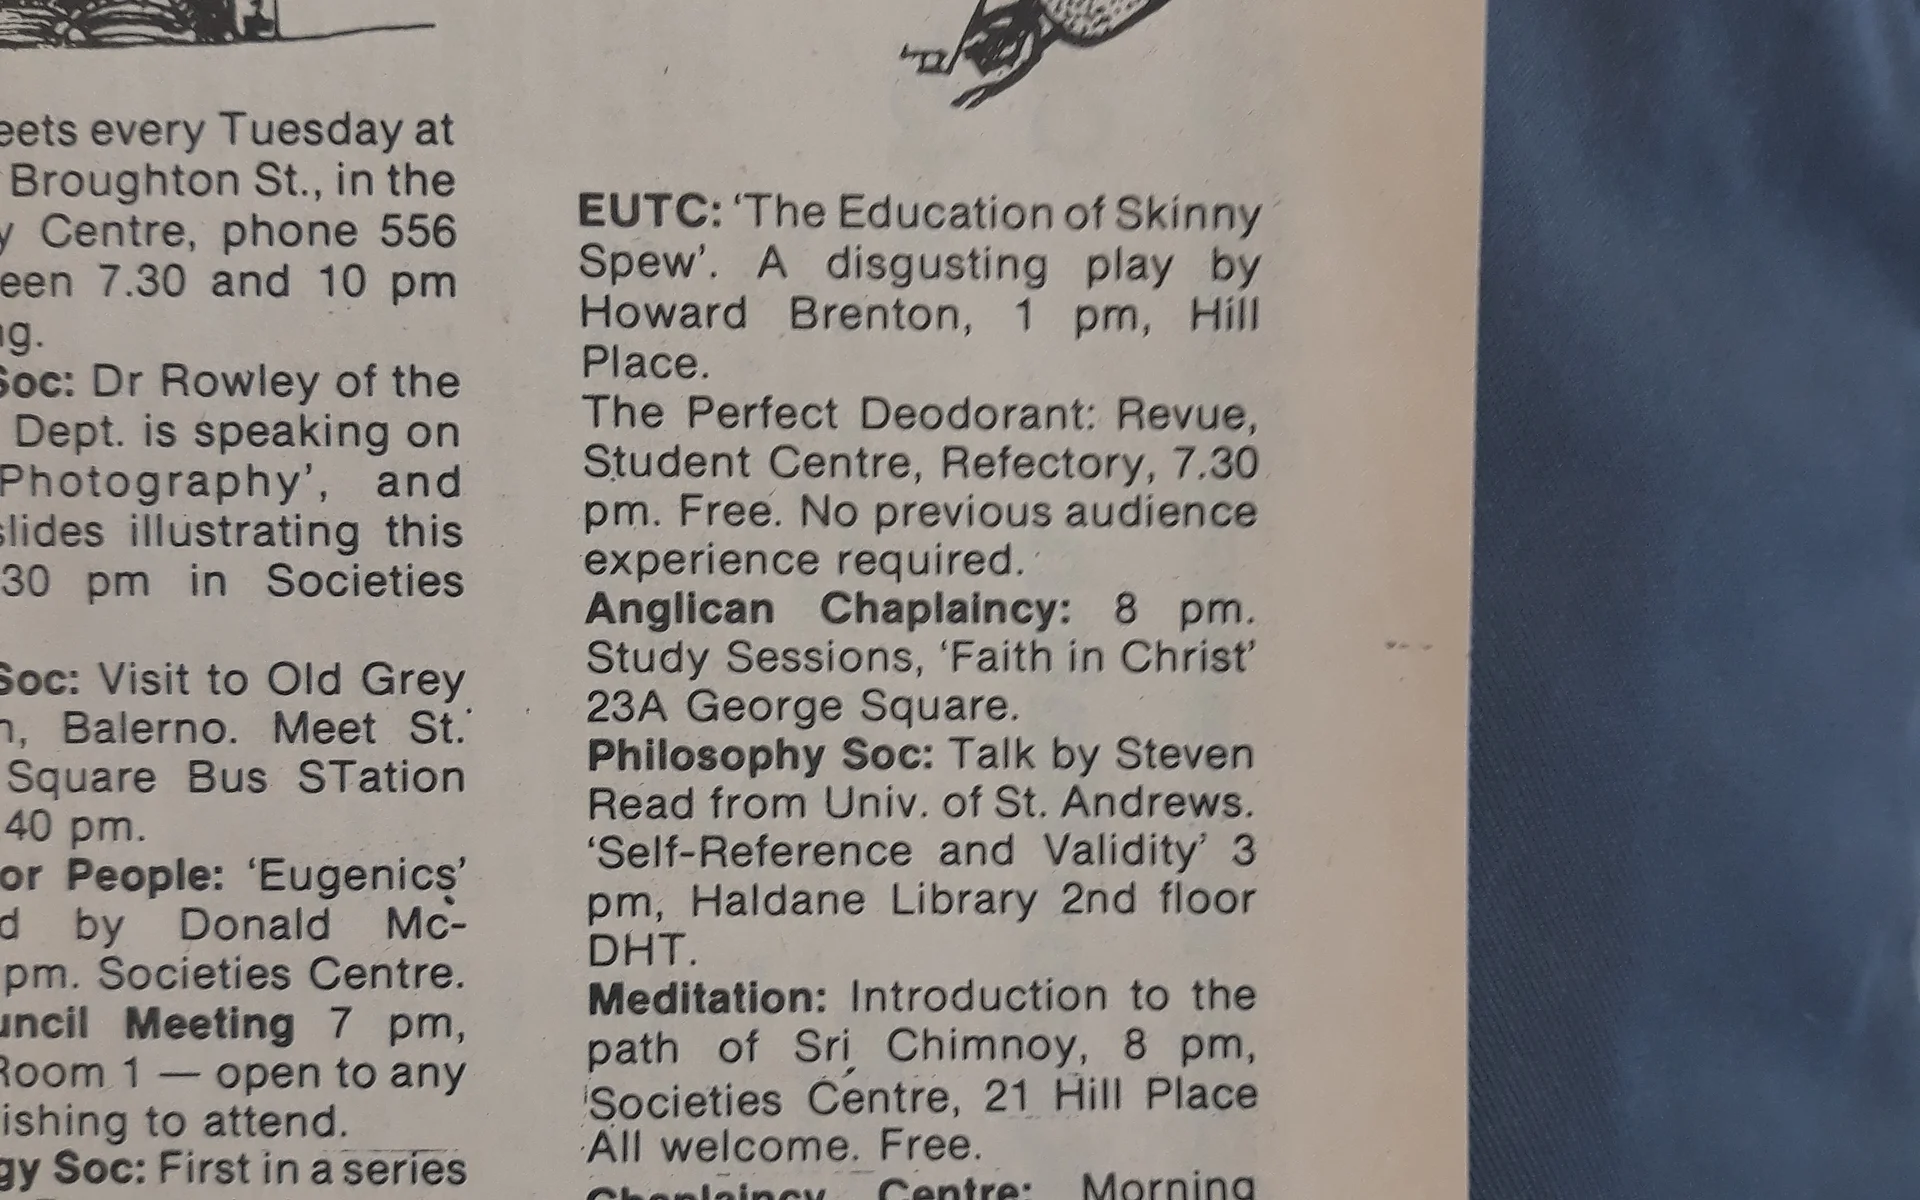 eets every Tuesday at
Broughton St., in the
y Centre, phone 556
een 7.30 and 10 pm
ng.
Soc: Dr Rowley of the
Dept. is speaking on
Photography’, and
slides illustrating this
30 pm in Societies
Soc: Visit to Old Grey
n, Balerno. Meet St.
Square Bus STation
40 pm.
or People: ‘Eugenics’
d by Donald Mc-
pm. Societies Centre.
uncil Meeting 7 pm,
Room 1 — open to any
ishing to attend.
gy Soc: First in a series
EUTC: ‘The Education of Skinny
Spew’. A disgusting play by
Howard Brenton, 1 pm, Hill
Place.
The Perfect Deodorant: Revue,
Student Centre, Refectory, 7.30
pm. Free. No previous audience
experience required.
Anglican Chaplaincy: 8 pm.
Study Sessions, ‘Faith in Christ’
23A George Square.
Philosophy Soc: Talk by Steven
Read from Univ. of St. Andrews.
‘Self-Reference and Validity’ 3
pm, Haldane Library 2nd floor
DHT.
Meditation: Introduction to the
path of Sri Chimnoy, 8 pm,
Societies Centre, 21 Hill Place
All welcome. Free.
Chaplaincy Centre: Morning